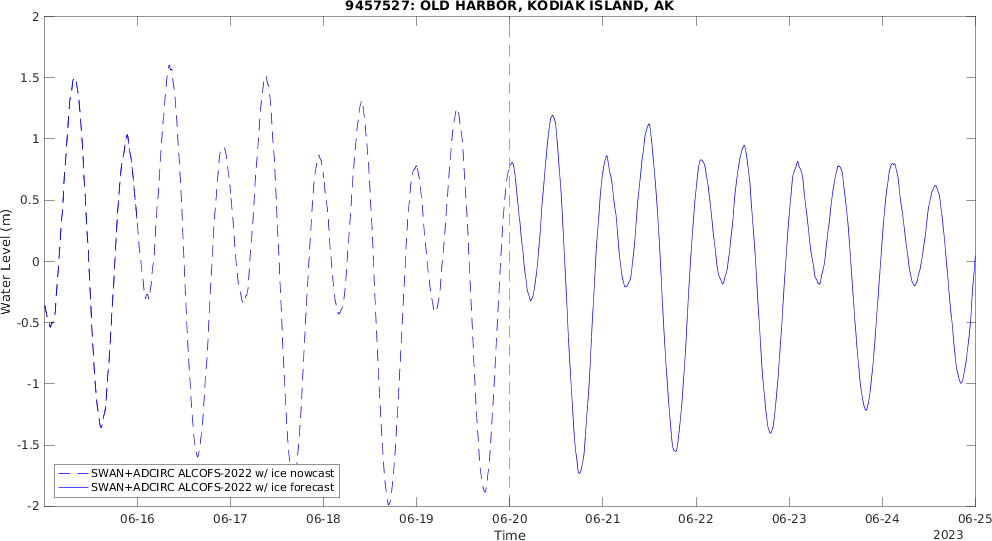 9457527: OLD HARBOR, KODIAK ISLAND, AK
2
1.5
1
0.5
0
-0.5
-1
-1.5
-2
Water Level (m)
SWAN+ADCIRC ALCOFS-2022 w/ ice nowcast
SWAN+ADCIRC ALCOFS-2022 w/ ice forecast
06-16 06-17 06-18 06-19 06-20 06-21 06-22 06-23 06-24 06-25
Time
2023